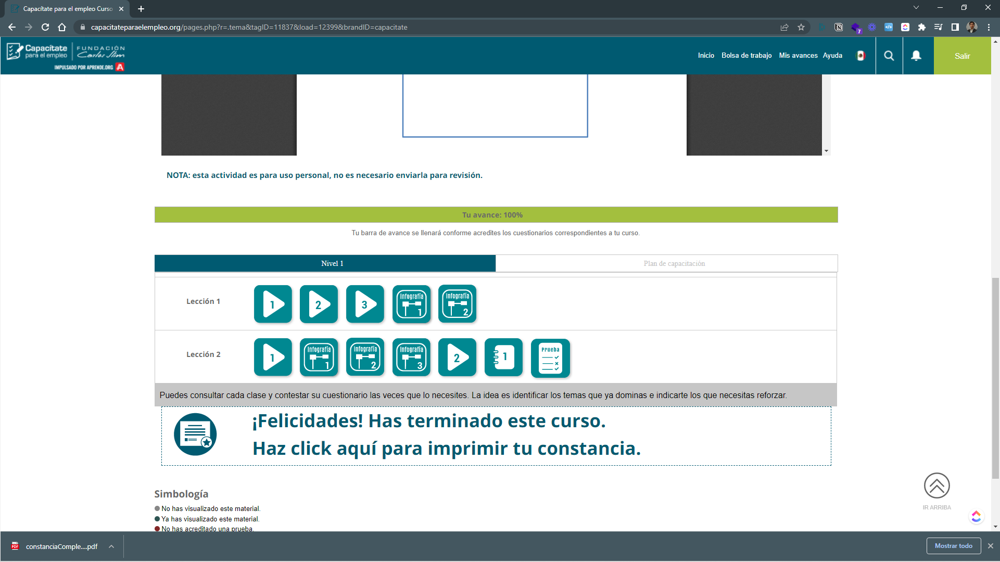 Capacítate para el empleo Curso
capacitateparaelempleo.org/pages.php?r=.tema&tagID=11837&load=12399&brandID=capacitate
7
Capacítate
para el empleo
FUNDACIÓN
Carlos Slim
IMPULSADO POR APRENDE.ORG A
Inicio Bolsa de trabajo Mis avances Ayuda
Salir
NOTA: esta actividad es para uso personal, no es necesario enviarla para revisión.
Tu avance: 100%
Tu barra de avance se llenará conforme acredites los cuestionarios correspondientes a tu curso.
Nivel 1
Plan de capacitación
Lección 1
1
2
3
Infografía 1
Infografía 2
Lección 2
1
Infografía 1
Infografía 2
Infografía 3
2
1
Prueba
Puedes consultar cada clase y contestar su cuestionario las veces que lo necesites. La idea es identificar los temas que ya dominas e indicarte los que necesitas reforzar.
¡Felicidades! Has terminado este curso.
Haz click aquí para imprimir tu constancia.
Simbología
No has visualizado este material.
Ya has visualizado este material.
No has acreditado una prueba.
IR ARRIBA
PDF
constanciaComple....pdf
Mostrar todo